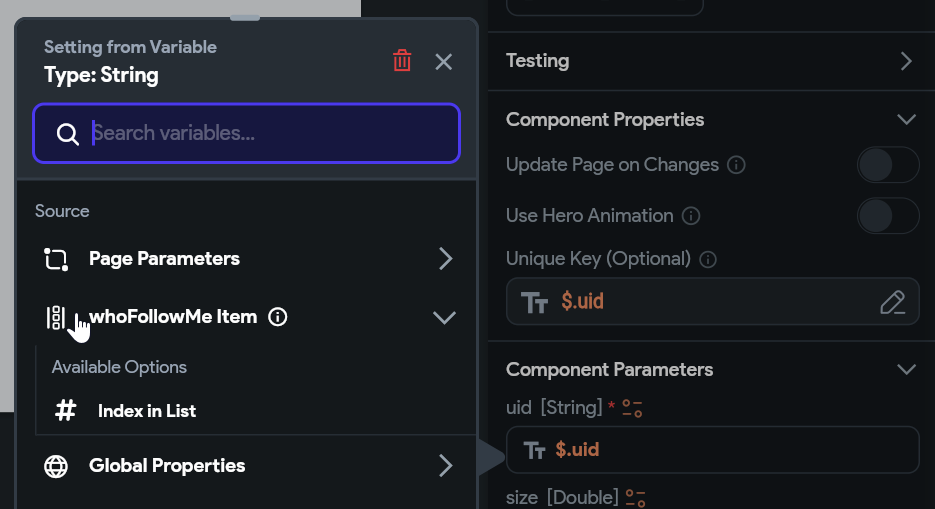 Setting from Variable
Type: String
Search variables...
Source
Page Parameters
whoFollowMe Item
Available Options
# Index in List
Global Properties
Testing
Component Properties
Update Page on Changes
Use Hero Animation
Unique Key (Optional)
$.uid
Component Parameters
uid [String] *
$.uid
size [Double]